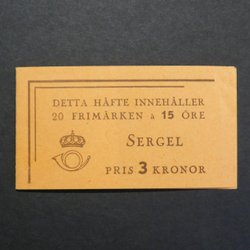 DETTA HÄFTE INNEHÅLLER
20 FRIMÄRKEN à 15 ÖRE
SERGEL
PRIS 3 KRONOR